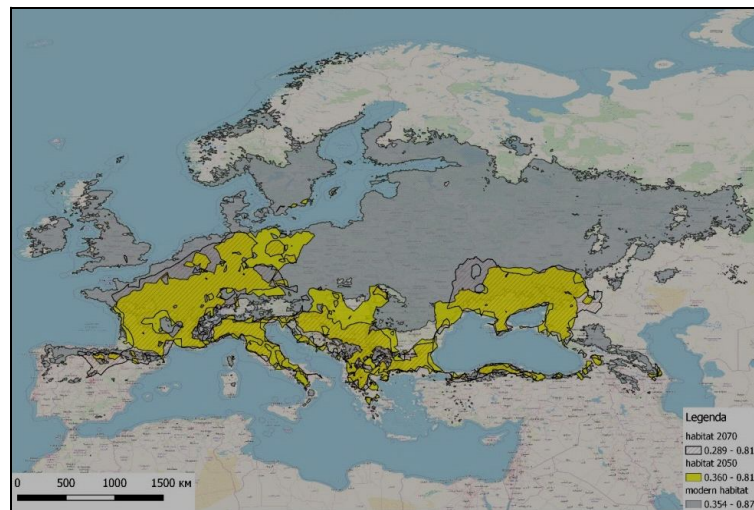 Legenda
habitat 2070
0.289 - 0.81
habitat 2050
0.360 - 0.81
modern habitat
0.354 - 0.87
0 500 1000 1500 км